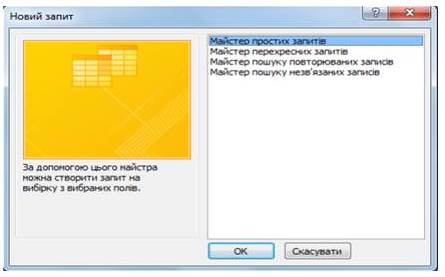 Новий запит
Майстер простих запитів
Майстер перехресних запитів
Майстер пошуку повторюваних записів
Майстер пошуку незв'язаних записів
За допомогою цього майстра
можна створити запит на
вибірку з вибраних полів.
ОК
Скасувати